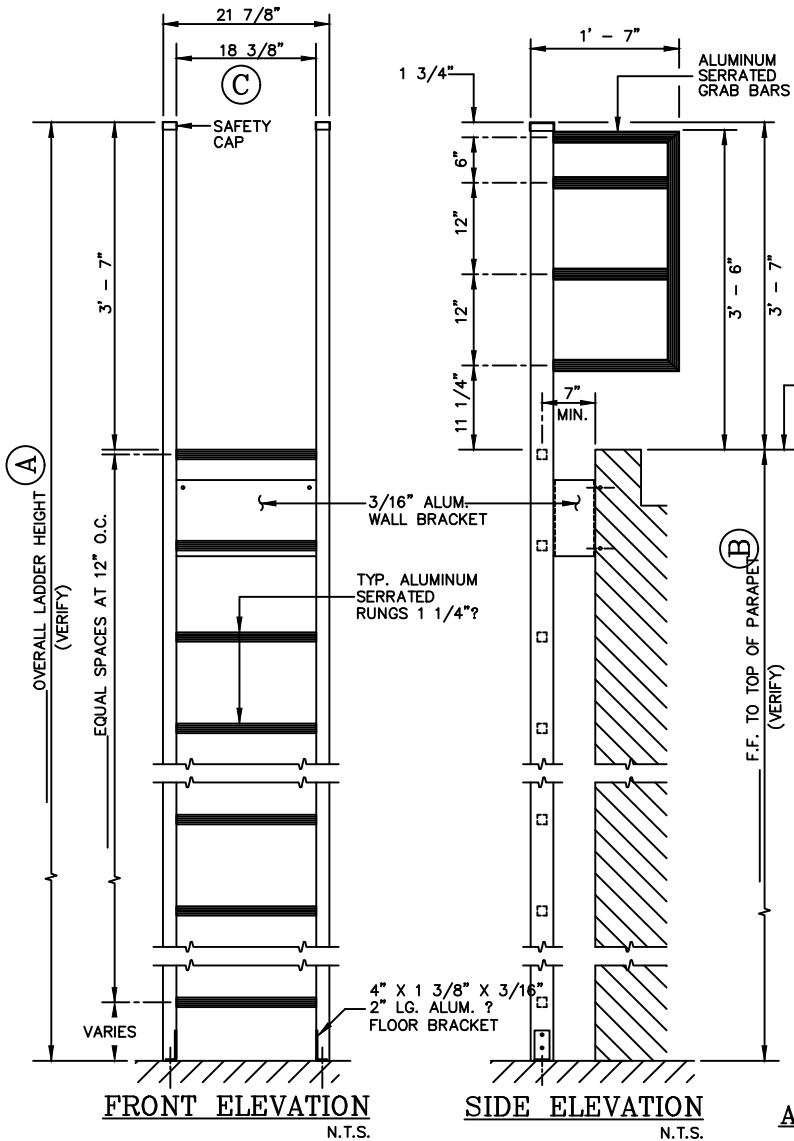 21 7/8"
18 3/8"
C
SAFETY
CAP
3' - 7"
A
OVERALL LADDER HEIGHT
(VERIFY)
EQUAL SPACES AT 12" O.C.
VARIES
3/16" ALUM.
WALL BRACKET
TYP. ALUMINUM
SERRATED
RUNGS 1 1/4"?
4" X 1 3/8" X 3/16"
2" LG. ALUM. ?
FLOOR BRACKET
FRONT ELEVATION
N.T.S.
1' - 7"
1 3/4"
ALUMINUM
SERRATED
GRAB BARS
6"
12"
12"
11 1/4"
7"
MIN.
3' - 6"
3' - 7"
B
F.F. TO TOP OF PARAPET
(VERIFY)
SIDE ELEVATION
N.T.S.
A